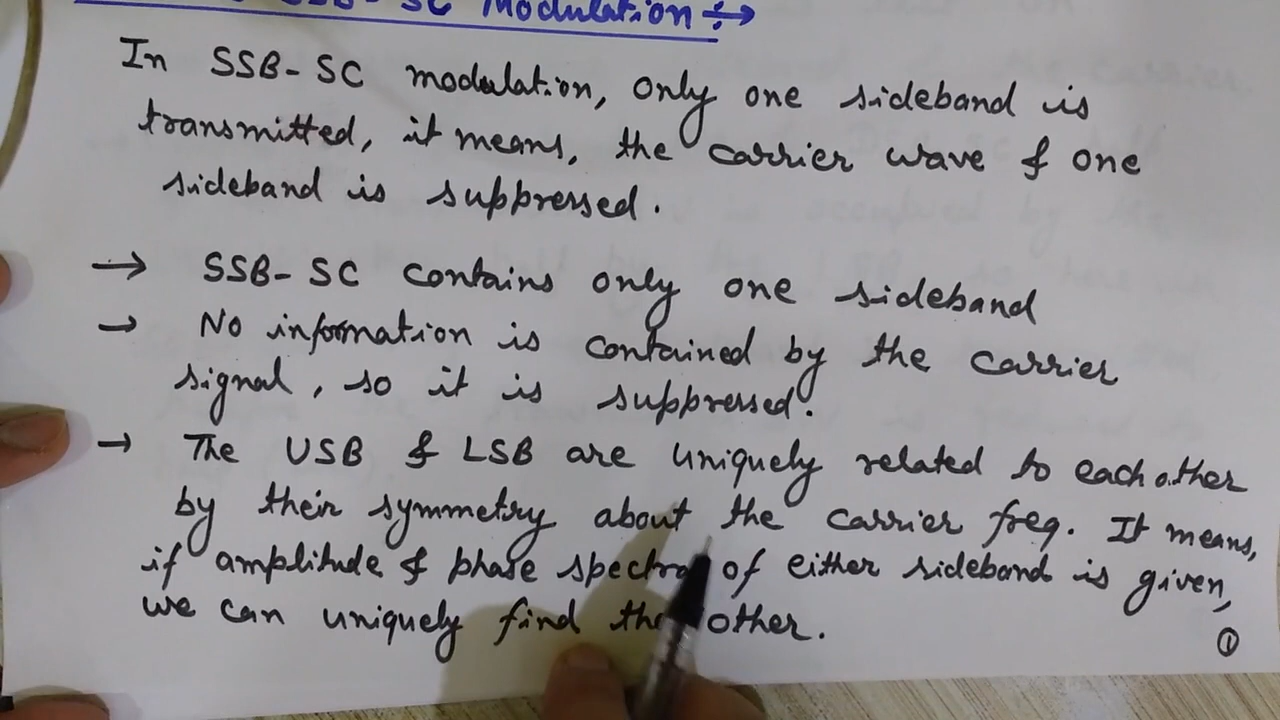 SSB-SC Modulation ÷→
In SSB-SC modulation, only one sideband is
transmitted, it means, the carrier wave & one
sideband is suppressed.
→ SSB-SC contains only one sideband
→ No information is contained by the carrier
signal, so it is suppressed.
→ The USB & LSB are uniquely related to each other
by their symmetry about the carrier freq. It means,
if amplitude & phase spectra of either sideband is given,
we can uniquely find the other.
1